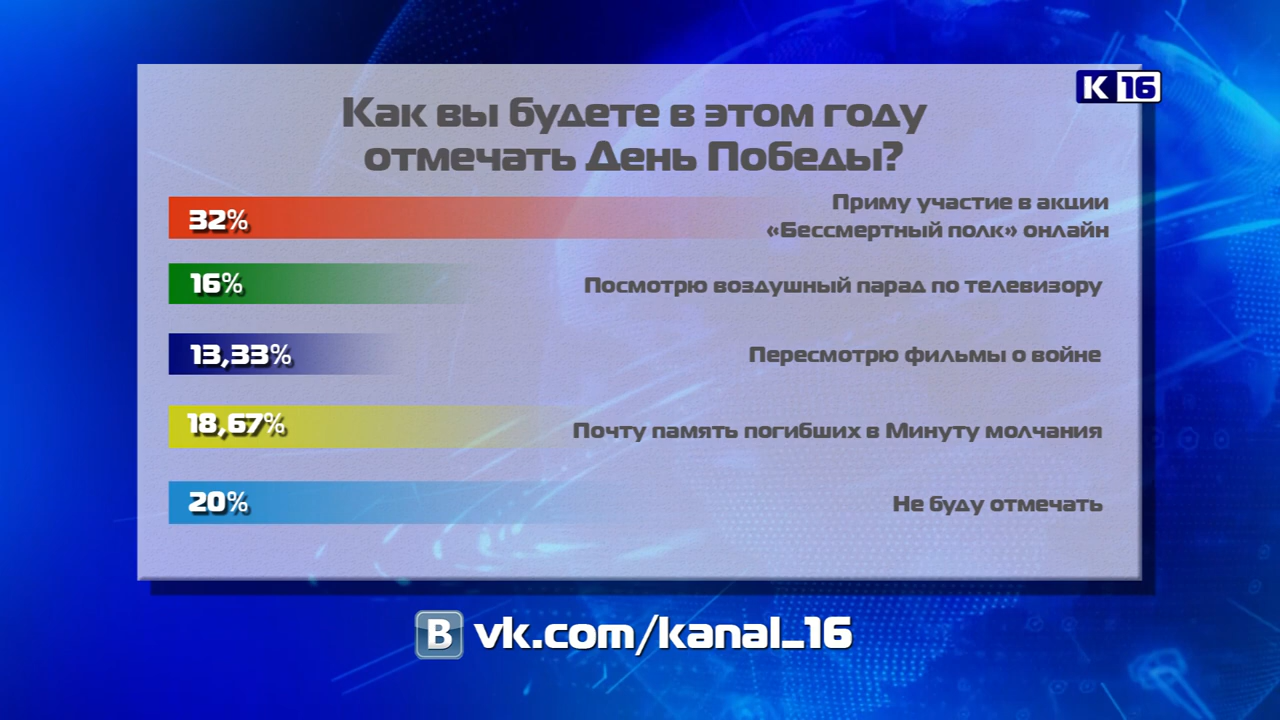 К 16
Как вы будете в этом году
отмечать День Победы?
32%
Приму участие в акции
«Бессмертный полк» онлайн
16%
Посмотрю воздушный парад по телевизору
13,33%
Пересмотрю фильмы о войне
18,67%
Почту память погибших в Минуту молчания
20%
Не буду отмечать
В vk.com/kanal_16